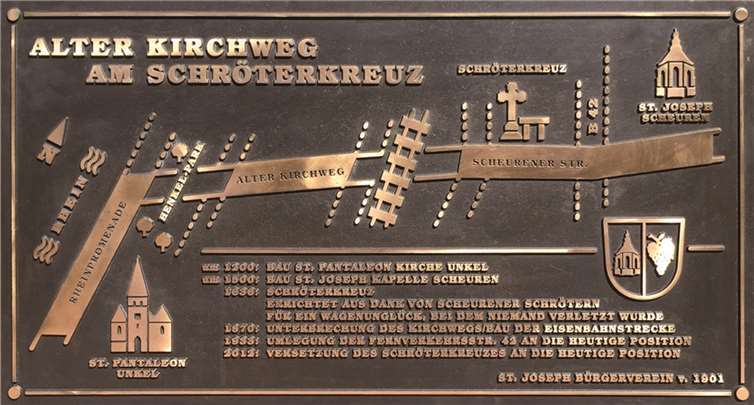 ALTER KIRCHWEG
AM SCHRÖTERKREUZ
SCHRÖTERKREUZ
ST. JOSEPH
SCHEUREN
B 42
SCHEURENER STR.
ALTER KIRCHWEG
HENKEL-PARK
N
RHEIN
RHEINPROMENADE
ST. PANTALEON
UNKEL
UM 1200: BAU ST. PANTALEON KIRCHE UNKEL
UM 1500: BAU ST. JOSEPH KAPELLE SCHEUREN
SCHRÖTERKREUZ
ERRICHTET AUS DANK VON SCHEURENER SCHRÖTERN
FÜR EIN WAGENUNGLÜCK, BEI DEM NIEMAND VERLETZT WURDE
1870: UNTERBRECHUNG DES KIRCHWEGS/BAU DER EISENBAHNSTRECKE
UMLEGUNG DER FERNVERKEHRSSTR. 42 AN DIE HEUTIGE POSITION
2012: VERSETZUNG DES SCHRÖTERKREUZES AN DIE HEUTIGE POSITION
ST. JOSEPH BÜRGERVEREIN v. 1901